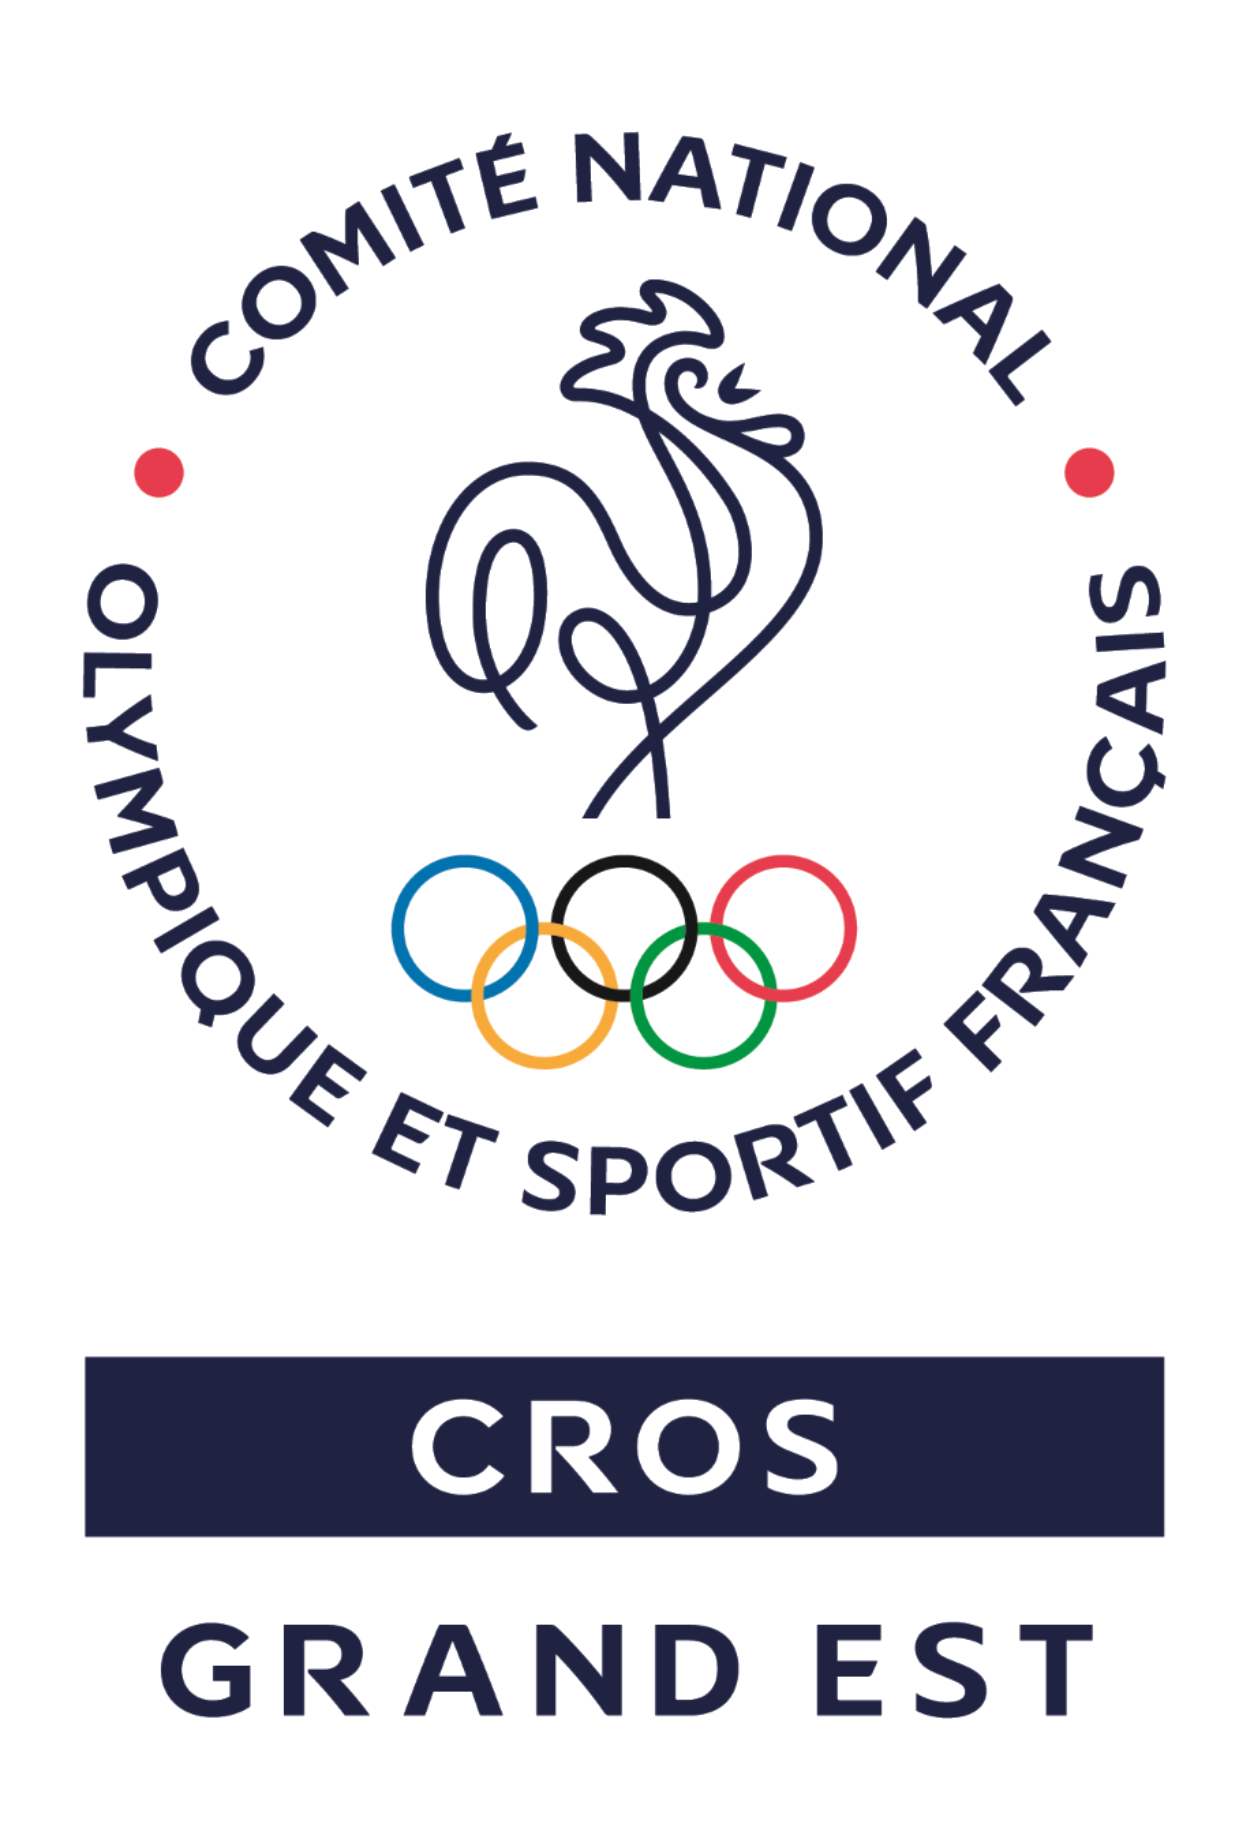 COMITÉ NATIONAL
OLYMPIQUE ET SPORTIF FRANÇAIS
CROS
GRAND EST